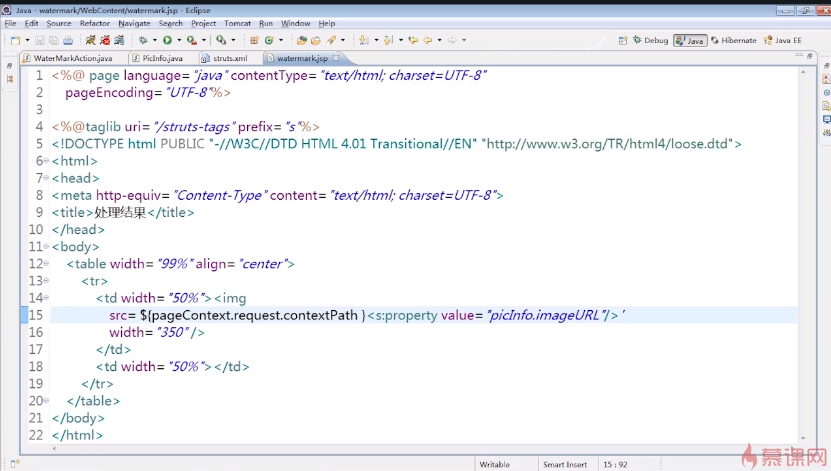 Java - watermark/WebContent/watermark.jsp - Eclipse
File Edit Source Refactor Navigate Search Project Tomcat Run Window Help
Debug Java Hibernate Java EE
WaterMarkAction.java PicInfo.java struts.xml watermark.jsp
1 <%@ page language="java" contentType="text/html; charset=UTF-8"
2 pageEncoding="UTF-8"%>
3
4 <%@taglib uri="/struts-tags" prefix="s"%>
5 <!DOCTYPE html PUBLIC "-//W3C//DTD HTML 4.01 Transitional//EN" "http://www.w3.org/TR/html4/loose.dtd">
6 <html>
7 <head>
8 <meta http-equiv="Content-Type" content="text/html; charset=UTF-8">
9 <title>处理结果</title>
10 </head>
11 <body>
12 <table width="99%" align="center">
13 <tr>
14 <td width="50%"><img
15 src= ${pageContext.request.contextPath }<s:property value="picInfo.imageURL"/> '
16 width="350" />
17 </td>
18 <td width="50%"></td>
19 </tr>
20 </table>
21 </body>
22 </html>
Writable Smart Insert 15 : 92
慕课网